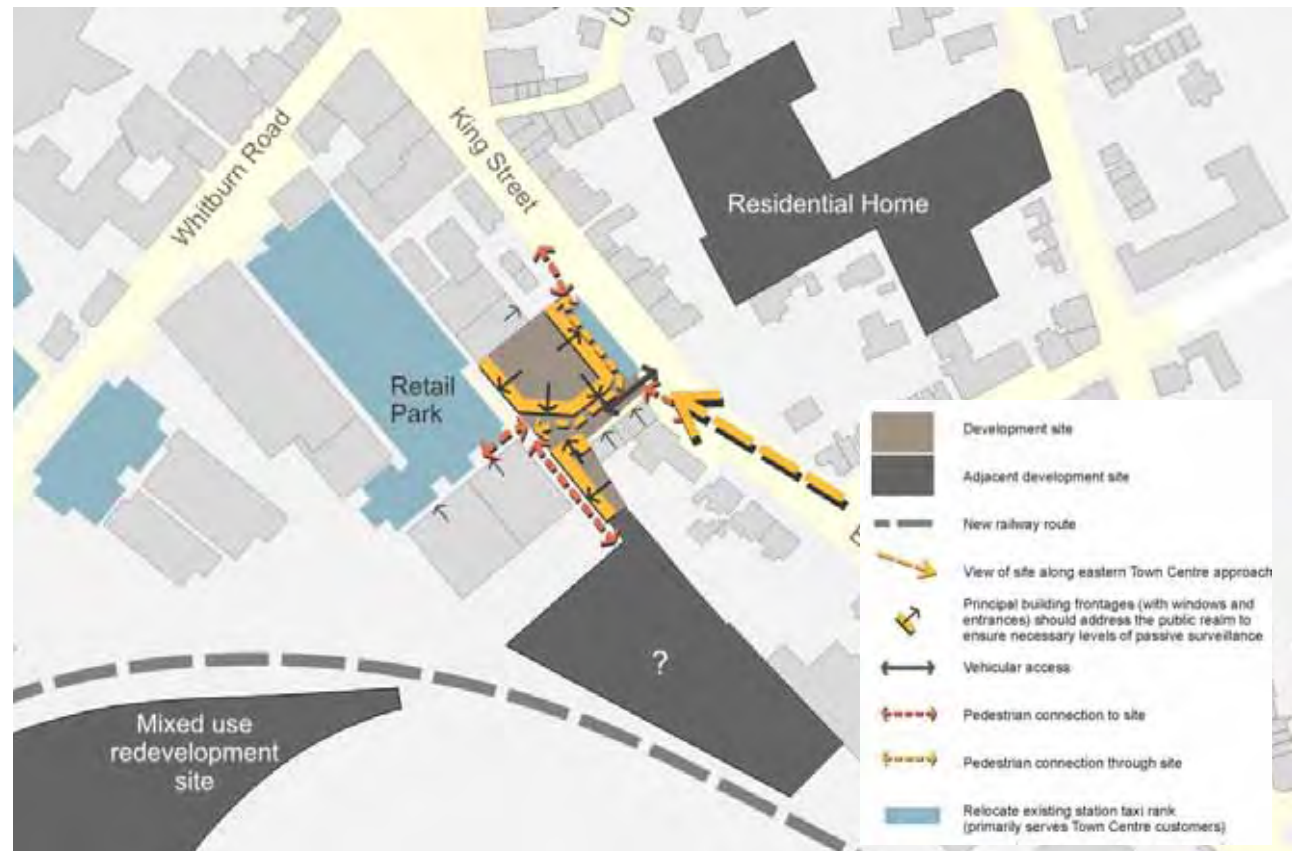 Whitburn Road
King Street
Residential Home
Retail
Park
?
Mixed use
redevelopment
site
Development site
Adjacent development site
New railway route
View of site along eastern Town Centre approach
Principal building frontages (with windows and
entrances) should address the public realm to
ensure necessary levels of passive surveillance
Vehicular access
Pedestrian connection to site
Pedestrian connection through site
Relocate existing station taxi rank
(primarily serves Town Centre customers)